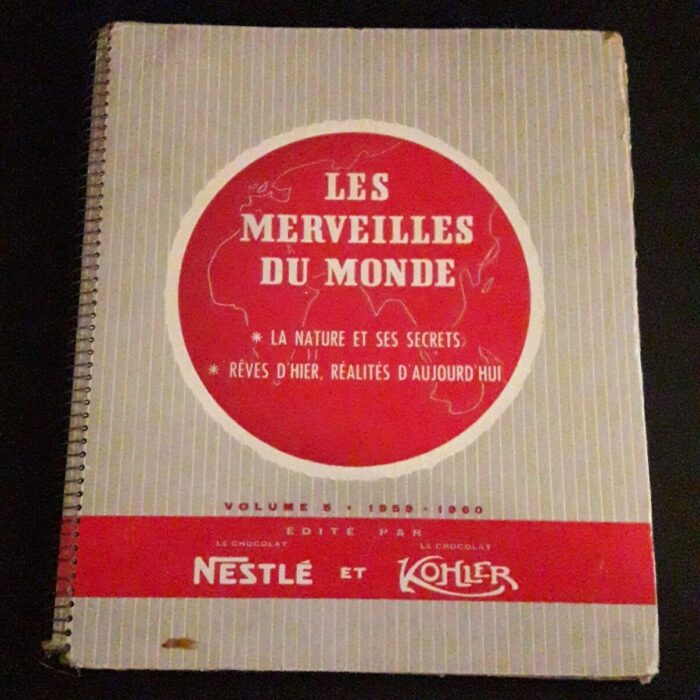 LES
MERVEILLES
DU MONDE
* LA NATURE ET SES SECRETS
* RÊVES D'HIER, RÉALITÉS D'AUJOURD'HUI
VOLUME 5 • 1959 - 1960
ÉDITÉ PAR
LE CHOCOLAT LE CHOCOLAT
NESTLÉ ET KOHLER